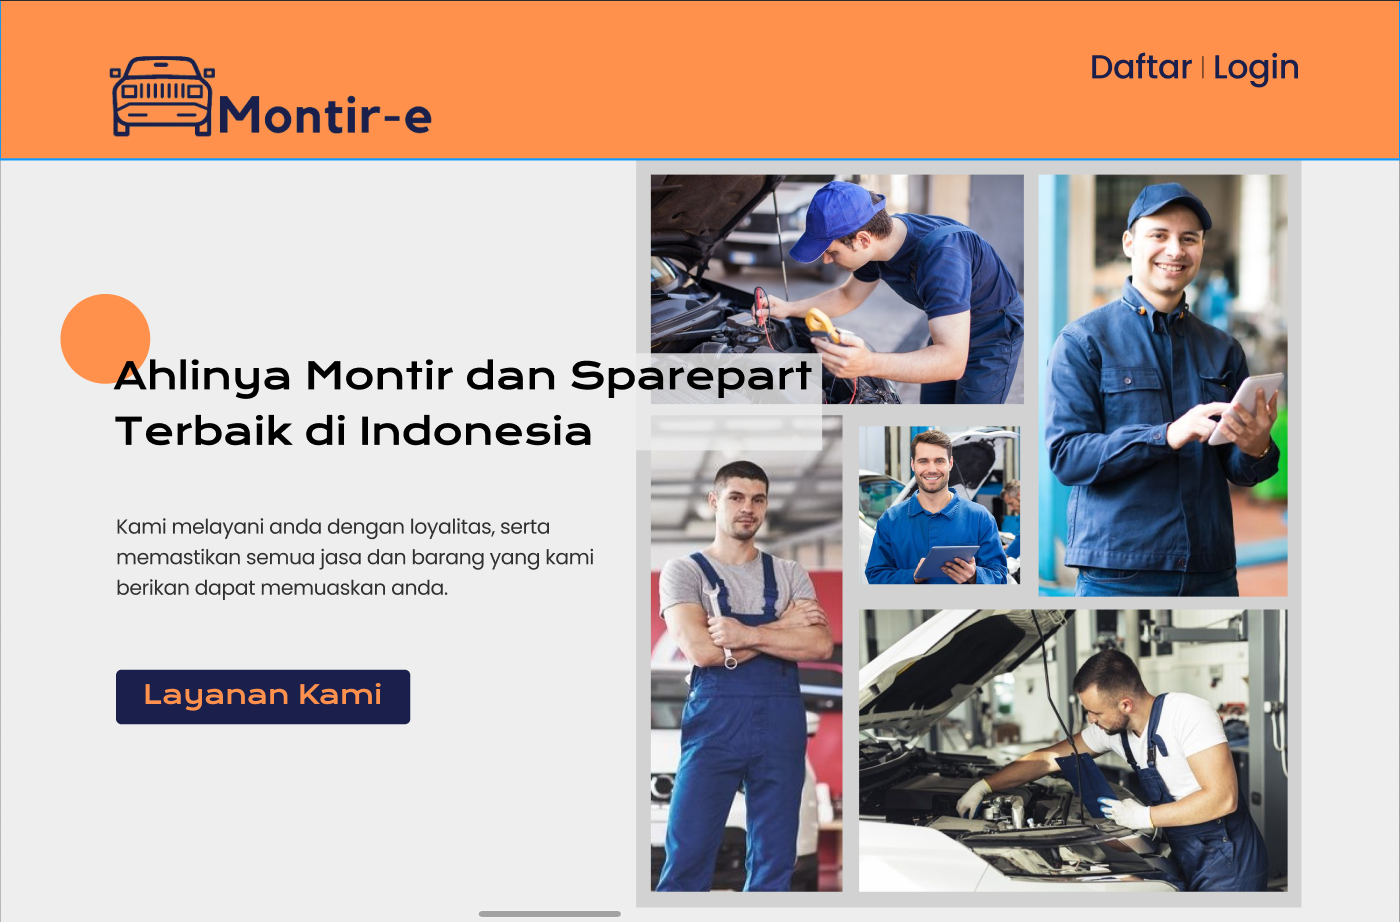 Montir-e
Daftar | Login
Ahlinya Montir dan Sparepart
Terbaik di Indonesia
Kami melayani anda dengan loyalitas, serta
memastikan semua jasa dan barang yang kami
berikan dapat memuaskan anda.
Layanan Kami